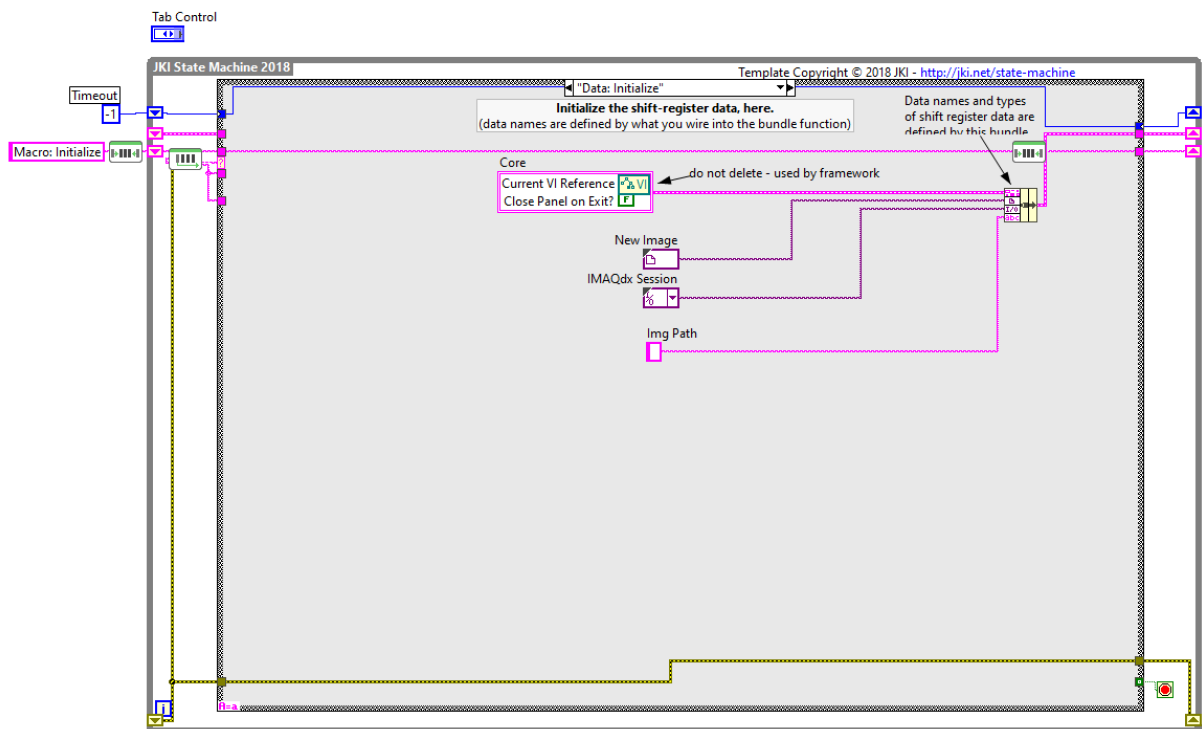 Tab Control
JKI State Machine 2018
Template Copyright © 2018 JKI - http://jki.net/state-machine
"Data: Initialize"
Timeout
-1
Initialize the shift-register data, here.
(data names are defined by what you wire into the bundle function)
Data names and types
of shift register data are
defined by this bundle
Macro: Initialize
?
Core
Current VI Reference
VI
Close Panel on Exit?
F
do not delete - used by framework
New Image
I/O
abc
IMAQdx Session
I/O
Img Path
i
A=a